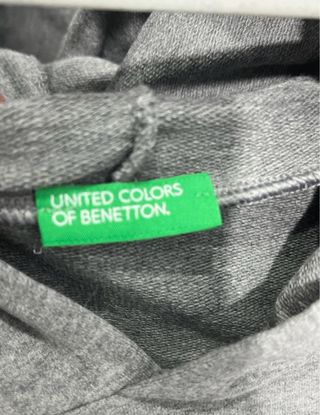 UNITED COLORS
OF BENETTON.